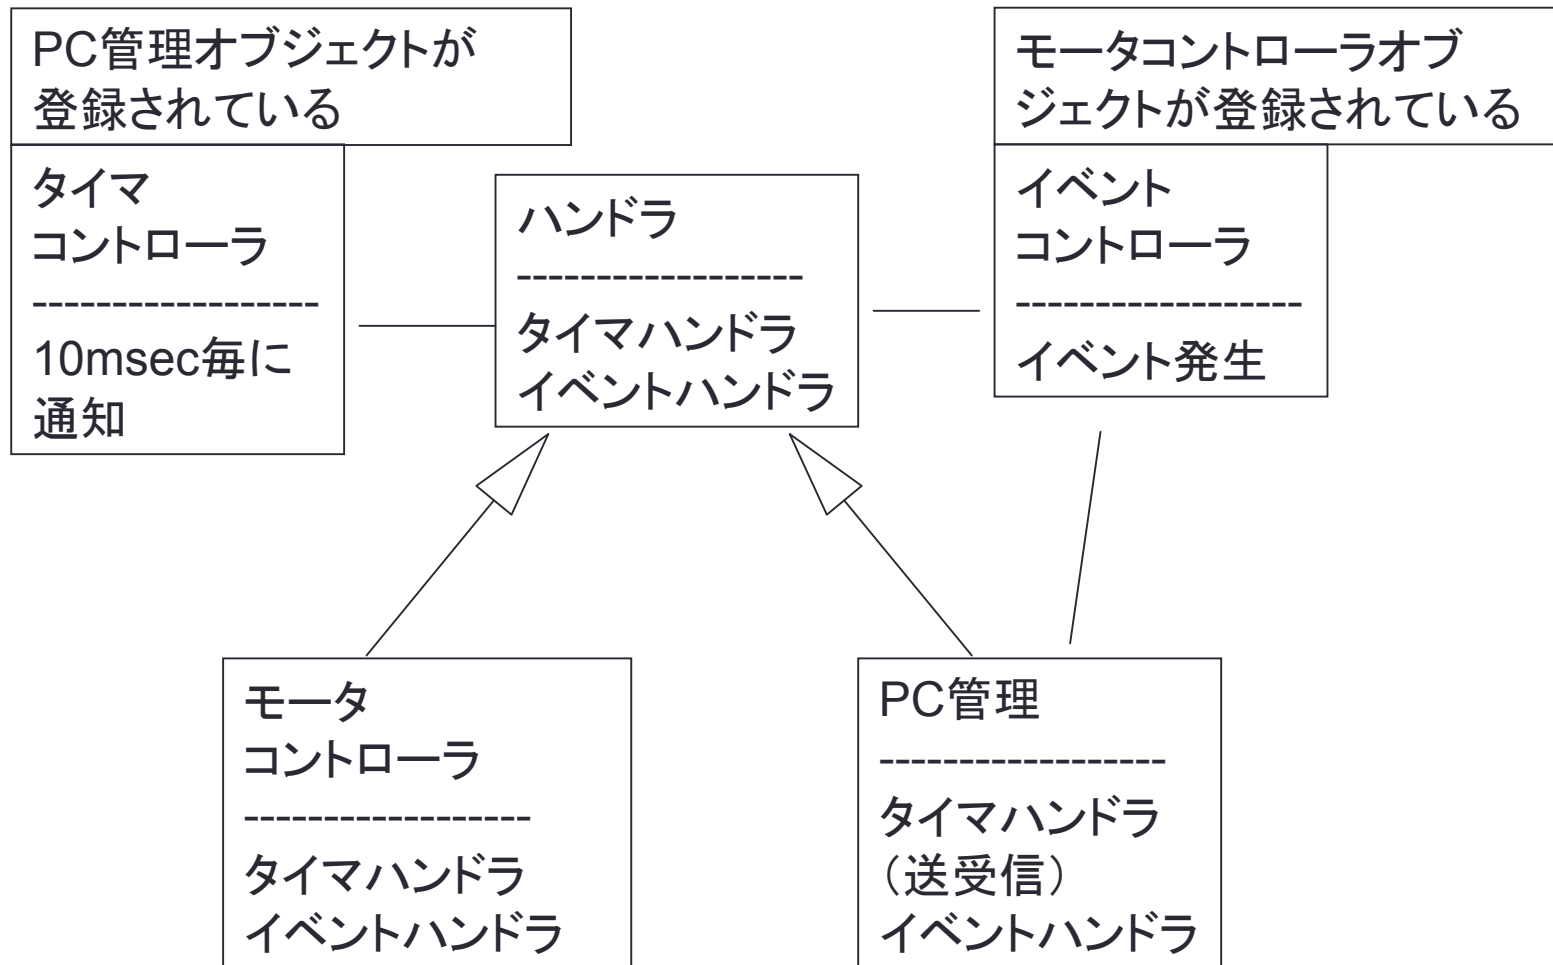 PC管理オブジェクトが
登録されている
タイマ
コントローラ
------------------
10msec毎に
通知
ハンドラ
------------------
タイマハンドラ
イベントハンドラ
モータコントローラオブ
ジェクトが登録されている
イベント
コントローラ
------------------
イベント発生
モータ
コントローラ
------------------
タイマハンドラ
イベントハンドラ
PC管理
------------------
タイマハンドラ
（送受信）
イベントハンドラ